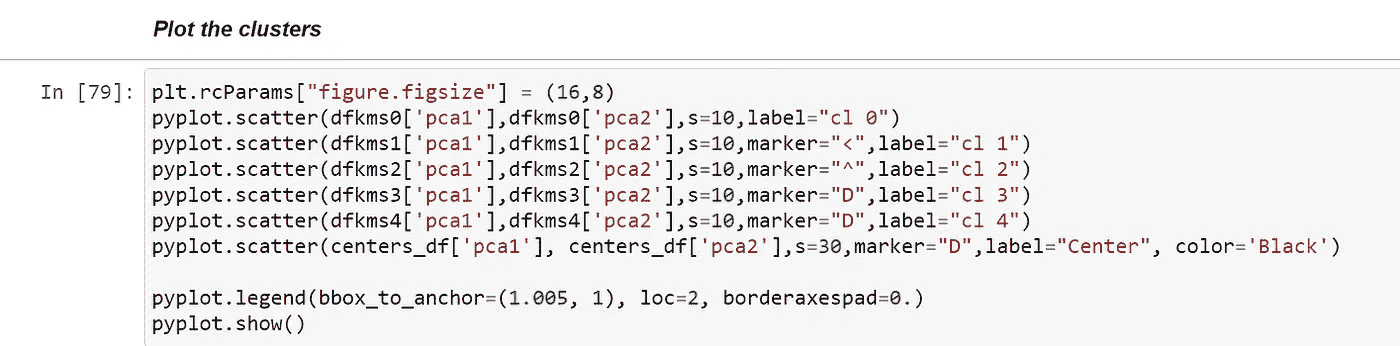 Plot the clusters
In [79]: plt.rcParams["figure.figsize"] = (16,8)
pyplot.scatter(dfkms0['pca1'],dfkms0['pca2'],s=10,label="cl 0")
pyplot.scatter(dfkms1['pca1'],dfkms1['pca2'],s=10,marker="<",label="cl 1")
pyplot.scatter(dfkms2['pca1'],dfkms2['pca2'],s=10,marker="^",label="cl 2")
pyplot.scatter(dfkms3['pca1'],dfkms3['pca2'],s=10,marker="D",label="cl 3")
pyplot.scatter(dfkms4['pca1'],dfkms4['pca2'],s=10,marker="D",label="cl 4")
pyplot.scatter(centers_df['pca1'], centers_df['pca2'],s=30,marker="D",label="Center", color='Black')
pyplot.legend(bbox_to_anchor=(1.005, 1), loc=2, borderaxespad=0.)
pyplot.show()